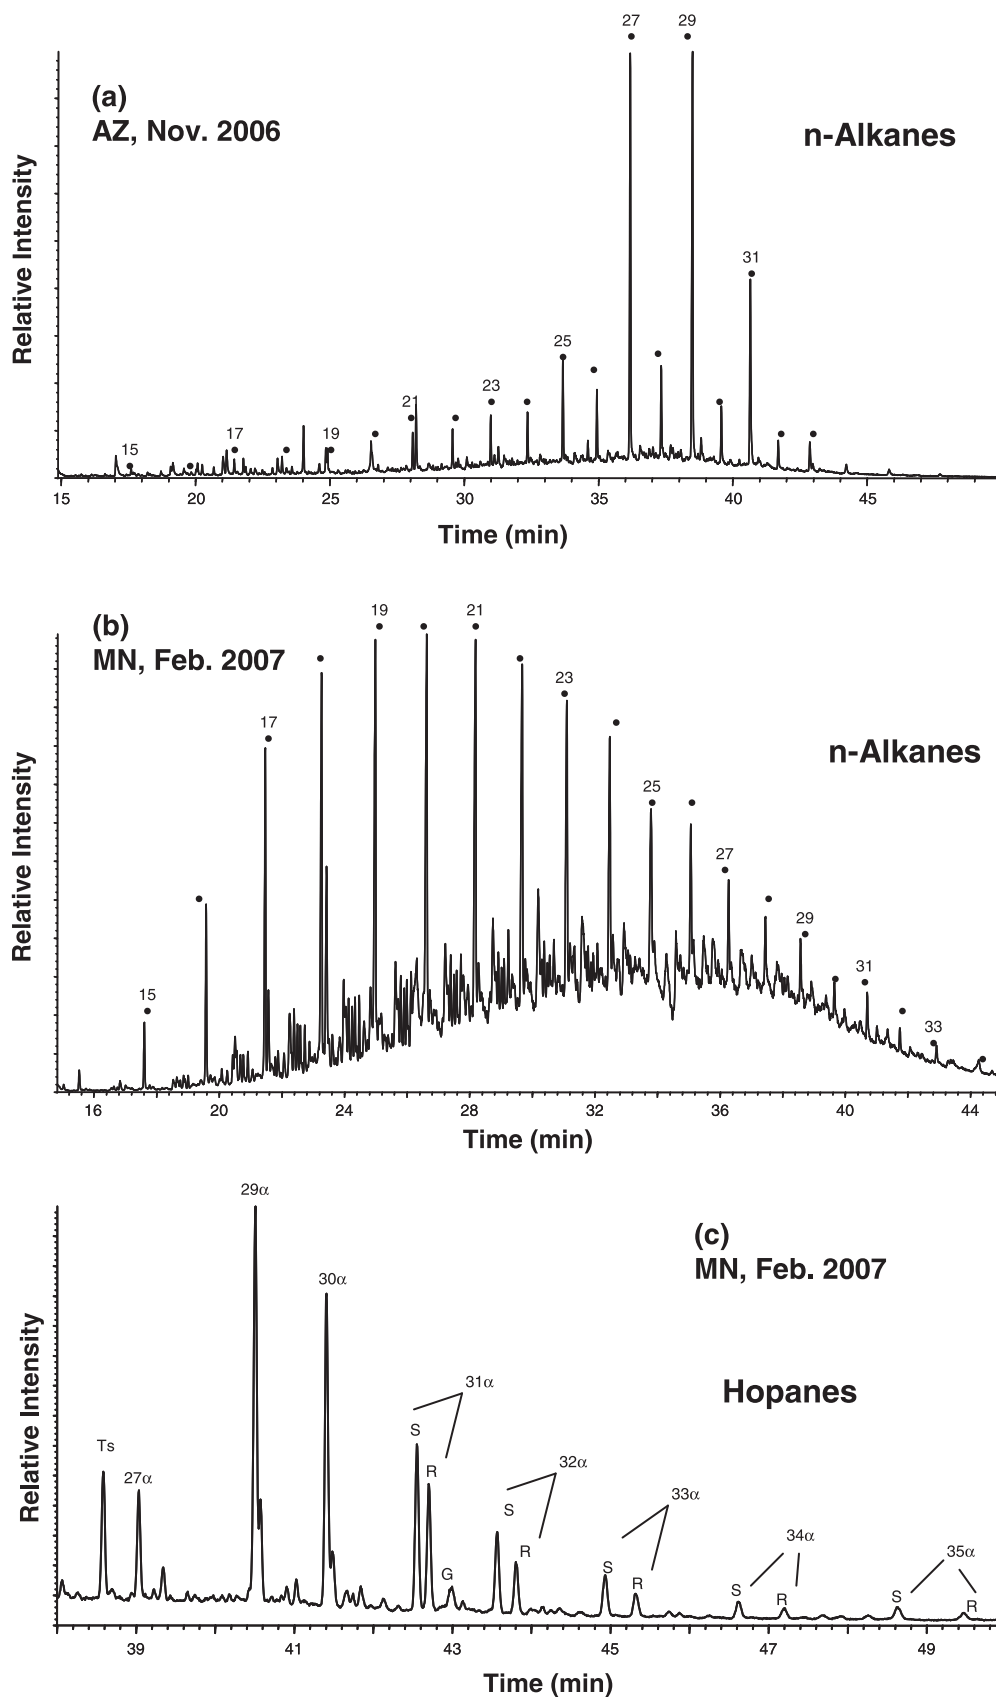 (a)
AZ, Nov. 2006
n-Alkanes
27
29
31
25
23
21
19
17
15
Relative Intensity
15 20 25 30 35 40 45
Time (min)
(b)
MN, Feb. 2007
n-Alkanes
19
21
23
17
25
27
29
31
33
15
Relative Intensity
16 20 24 28 32 36 40 44
Time (min)
(c)
MN, Feb. 2007
Hopanes
29α
30α
31α
S
R
Ts
27α
G
32α
S
R
33α
S
R
34α
S
R
35α
S
R
Relative Intensity
39 41 43 45 47 49
Time (min)